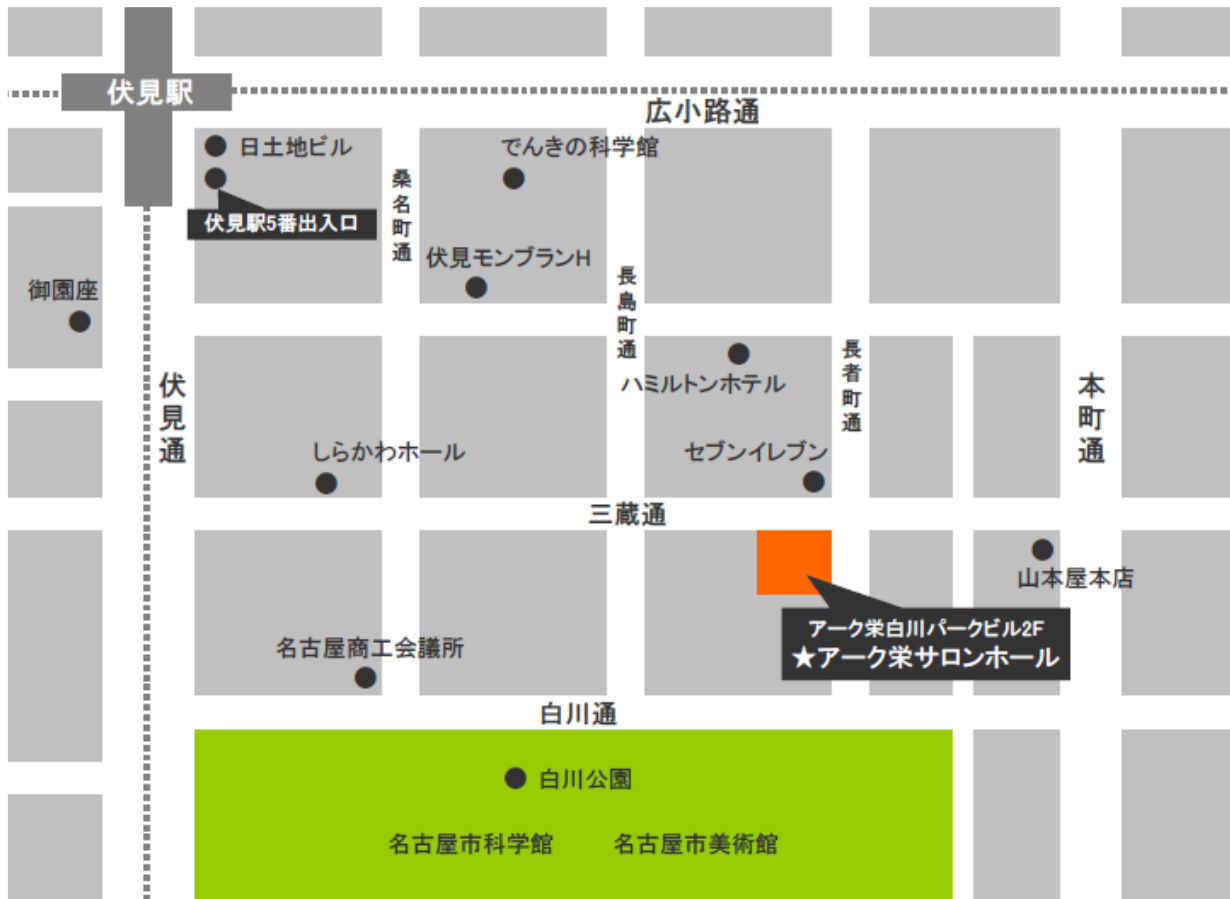 伏見駅
広小路通
日土地ビル
でんきの科学館
桑名町通
伏見駅5番出入口
伏見モンブランH
長島町通
御園座
長者町通
ハミルトンホテル
伏見通
本町通
しらかわホール
セブンイレブン
三蔵通
山本屋本店
アーク栄白川パークビル2F
★アーク栄サロンホール
名古屋商工会議所
白川通
白川公園
名古屋市科学館
名古屋市美術館